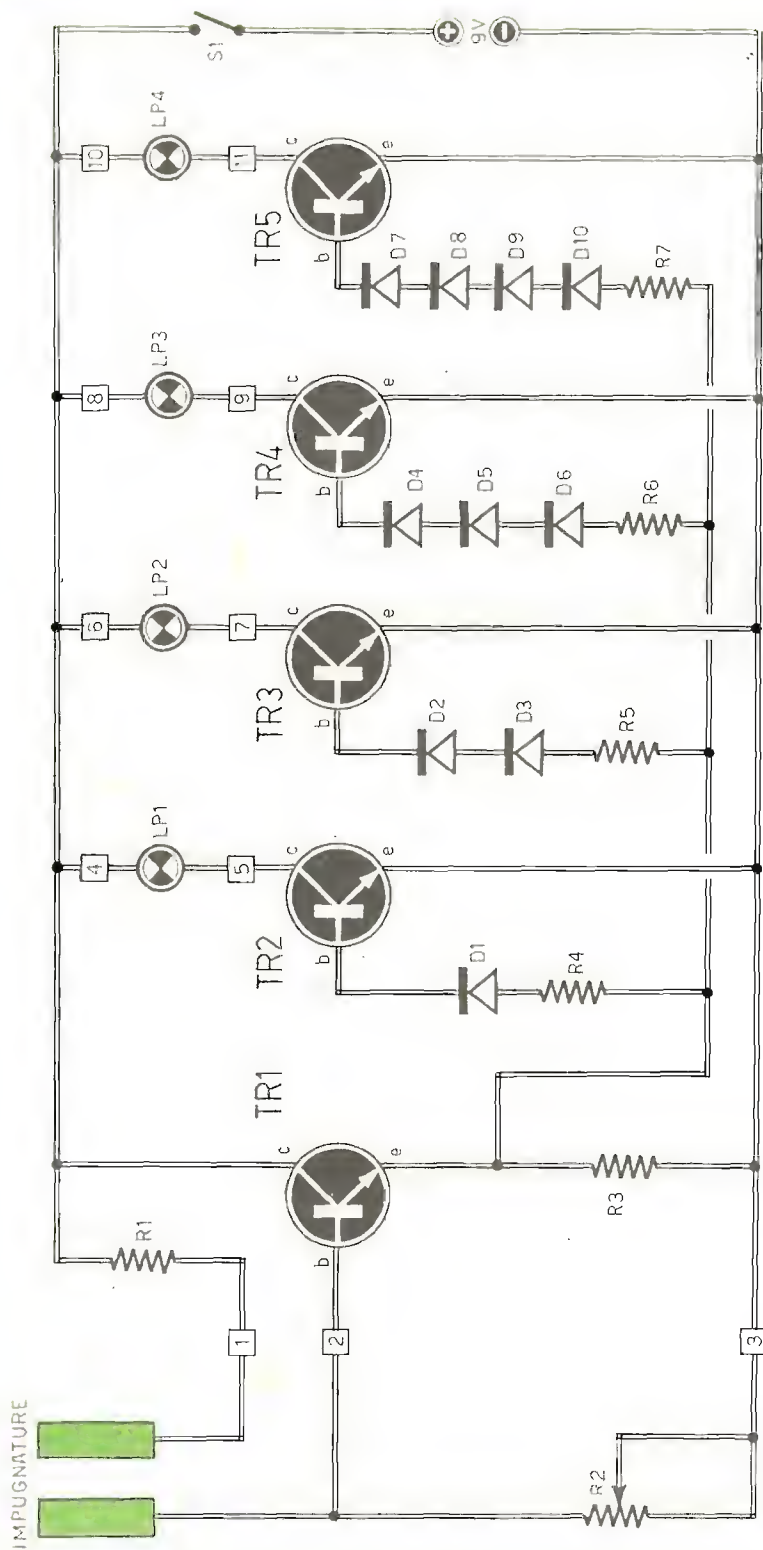 IMPUGNATURE
R1
1
2
R2
3
TR1
b
c
e
R3
4
LP1
5
TR2
b
c
e
D1
R4
6
LP2
7
TR3
b
c
e
D2
D3
R5
8
LP3
9
TR4
b
c
e
D4
D5
D6
R6
10
LP4
11
TR5
b
c
e
D7
D8
D9
D10
R7
S1
+
9V
-